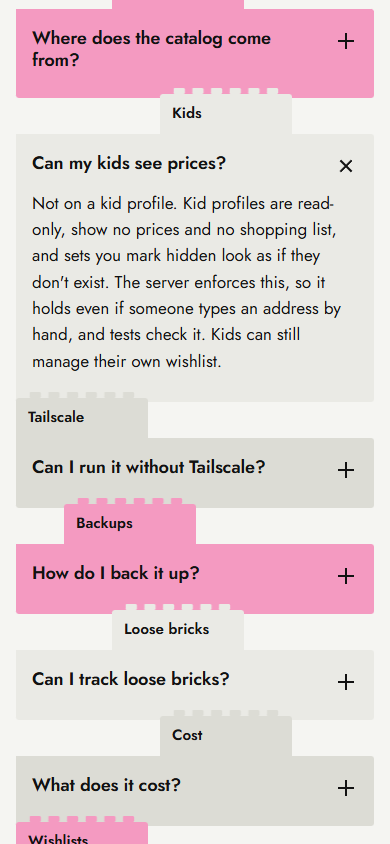 Where does the catalog come
from?
Kids
Can my kids see prices?
Not on a kid profile. Kid profiles are read-
only, show no prices and no shopping list,
and sets you mark hidden look as if they
don't exist. The server enforces this, so it
holds even if someone types an address by
hand, and tests check it. Kids can still
manage their own wishlist.
Tailscale
Can I run it without Tailscale?
Backups
How do I back it up?
Loose bricks
Can I track loose bricks?
Cost
What does it cost?
Wishlists